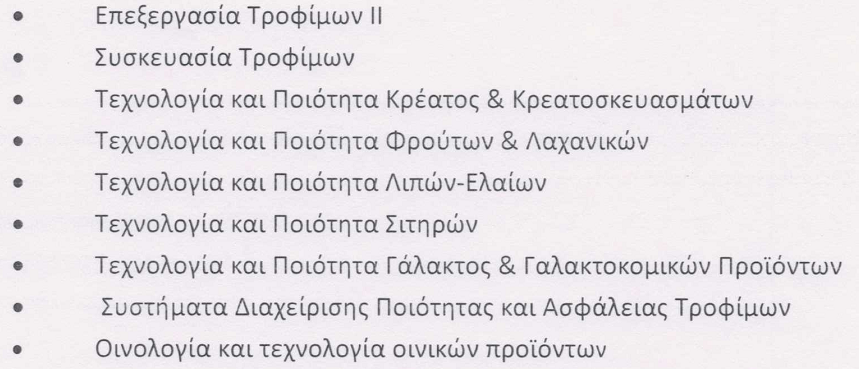 • Επεξεργασία Τροφίμων ΙΙ
• Συσκευασία Τροφίμων
• Τεχνολογία και Ποιότητα Κρέατος & Κρεατοσκευασμάτων
• Τεχνολογία και Ποιότητα Φρούτων & Λαχανικών
• Τεχνολογία και Ποιότητα Λιπών-Ελαίων
• Τεχνολογία και Ποιότητα Σιτηρών
• Τεχνολογία και Ποιότητα Γάλακτος & Γαλακτοκομικών Προϊόντων
• Συστήματα Διαχείρισης Ποιότητας και Ασφάλειας Τροφίμων
• Οινολογία και τεχνολογία οινικών προϊόντων